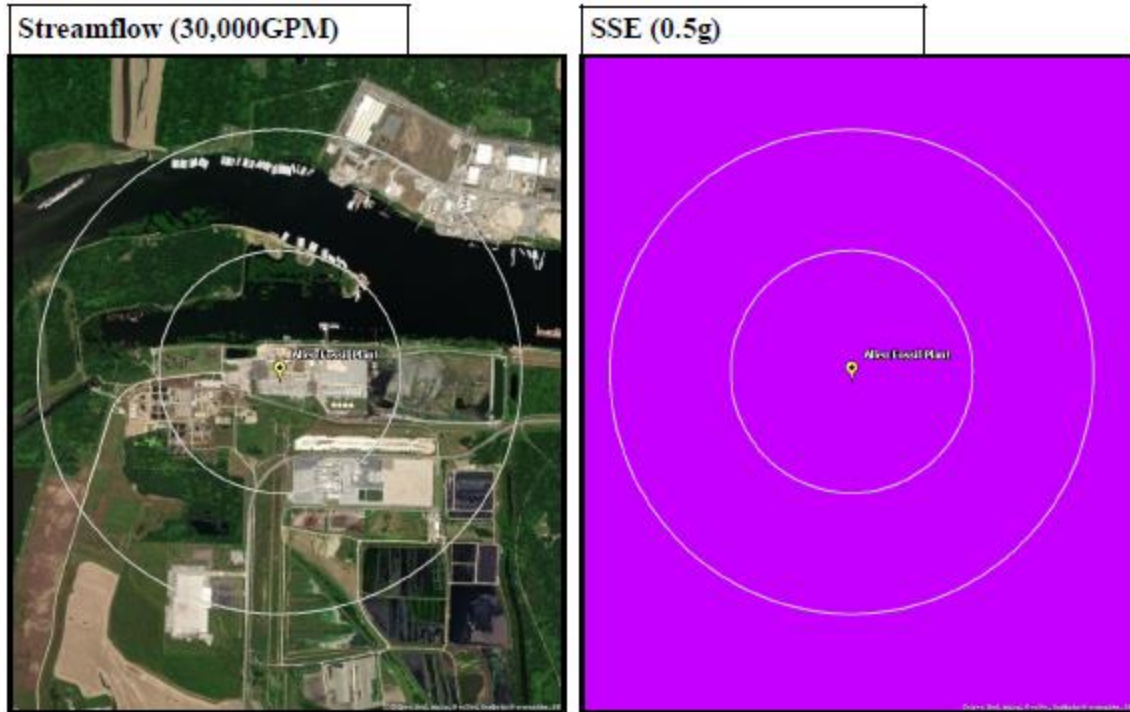 Streamflow (30,000GPM)
SSE (0.5g)
Allen Fossil Plant
Allen Fossil Plant